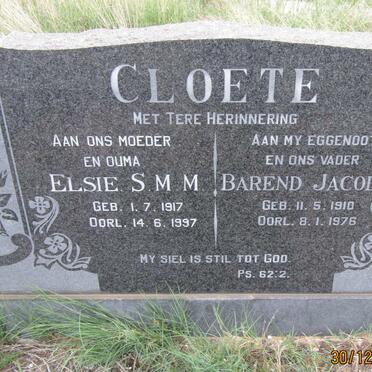 CLOETE
MET TERE HERINNERING
AAN ONS MOEDER
EN OUMA
ELSIE S M M
GEB. 1. 7. 1917
OORL. 14. 6. 1997
AAN MY EGGENOOT
EN ONS VADER
BAREND JACOB
GEB. 11. 5. 1910
OORL. 8. 1. 1976
MY SIEL IS STIL TOT GOD.
PS. 62:2.
30/12